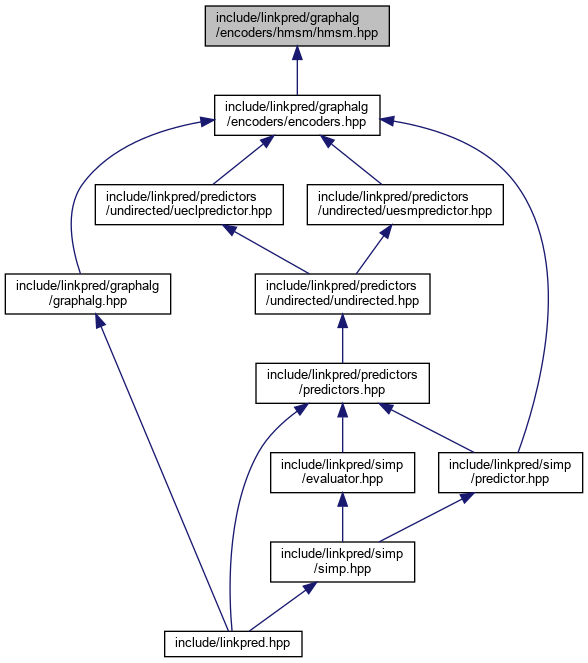 include/linkpred/graphalg
/encoders/hmsm/hmsm.hpp
include/linkpred/graphalg
/encoders/encoders.hpp
include/linkpred/predictors
/undirected/ueclpredictor.hpp
include/linkpred/predictors
/undirected/uesmpredictor.hpp
include/linkpred/graphalg
/graphalg.hpp
include/linkpred/predictors
/undirected/undirected.hpp
include/linkpred/predictors
/predictors.hpp
include/linkpred/simp
/evaluator.hpp
include/linkpred/simp
/predictor.hpp
include/linkpred/simp
/simp.hpp
include/linkpred.hpp